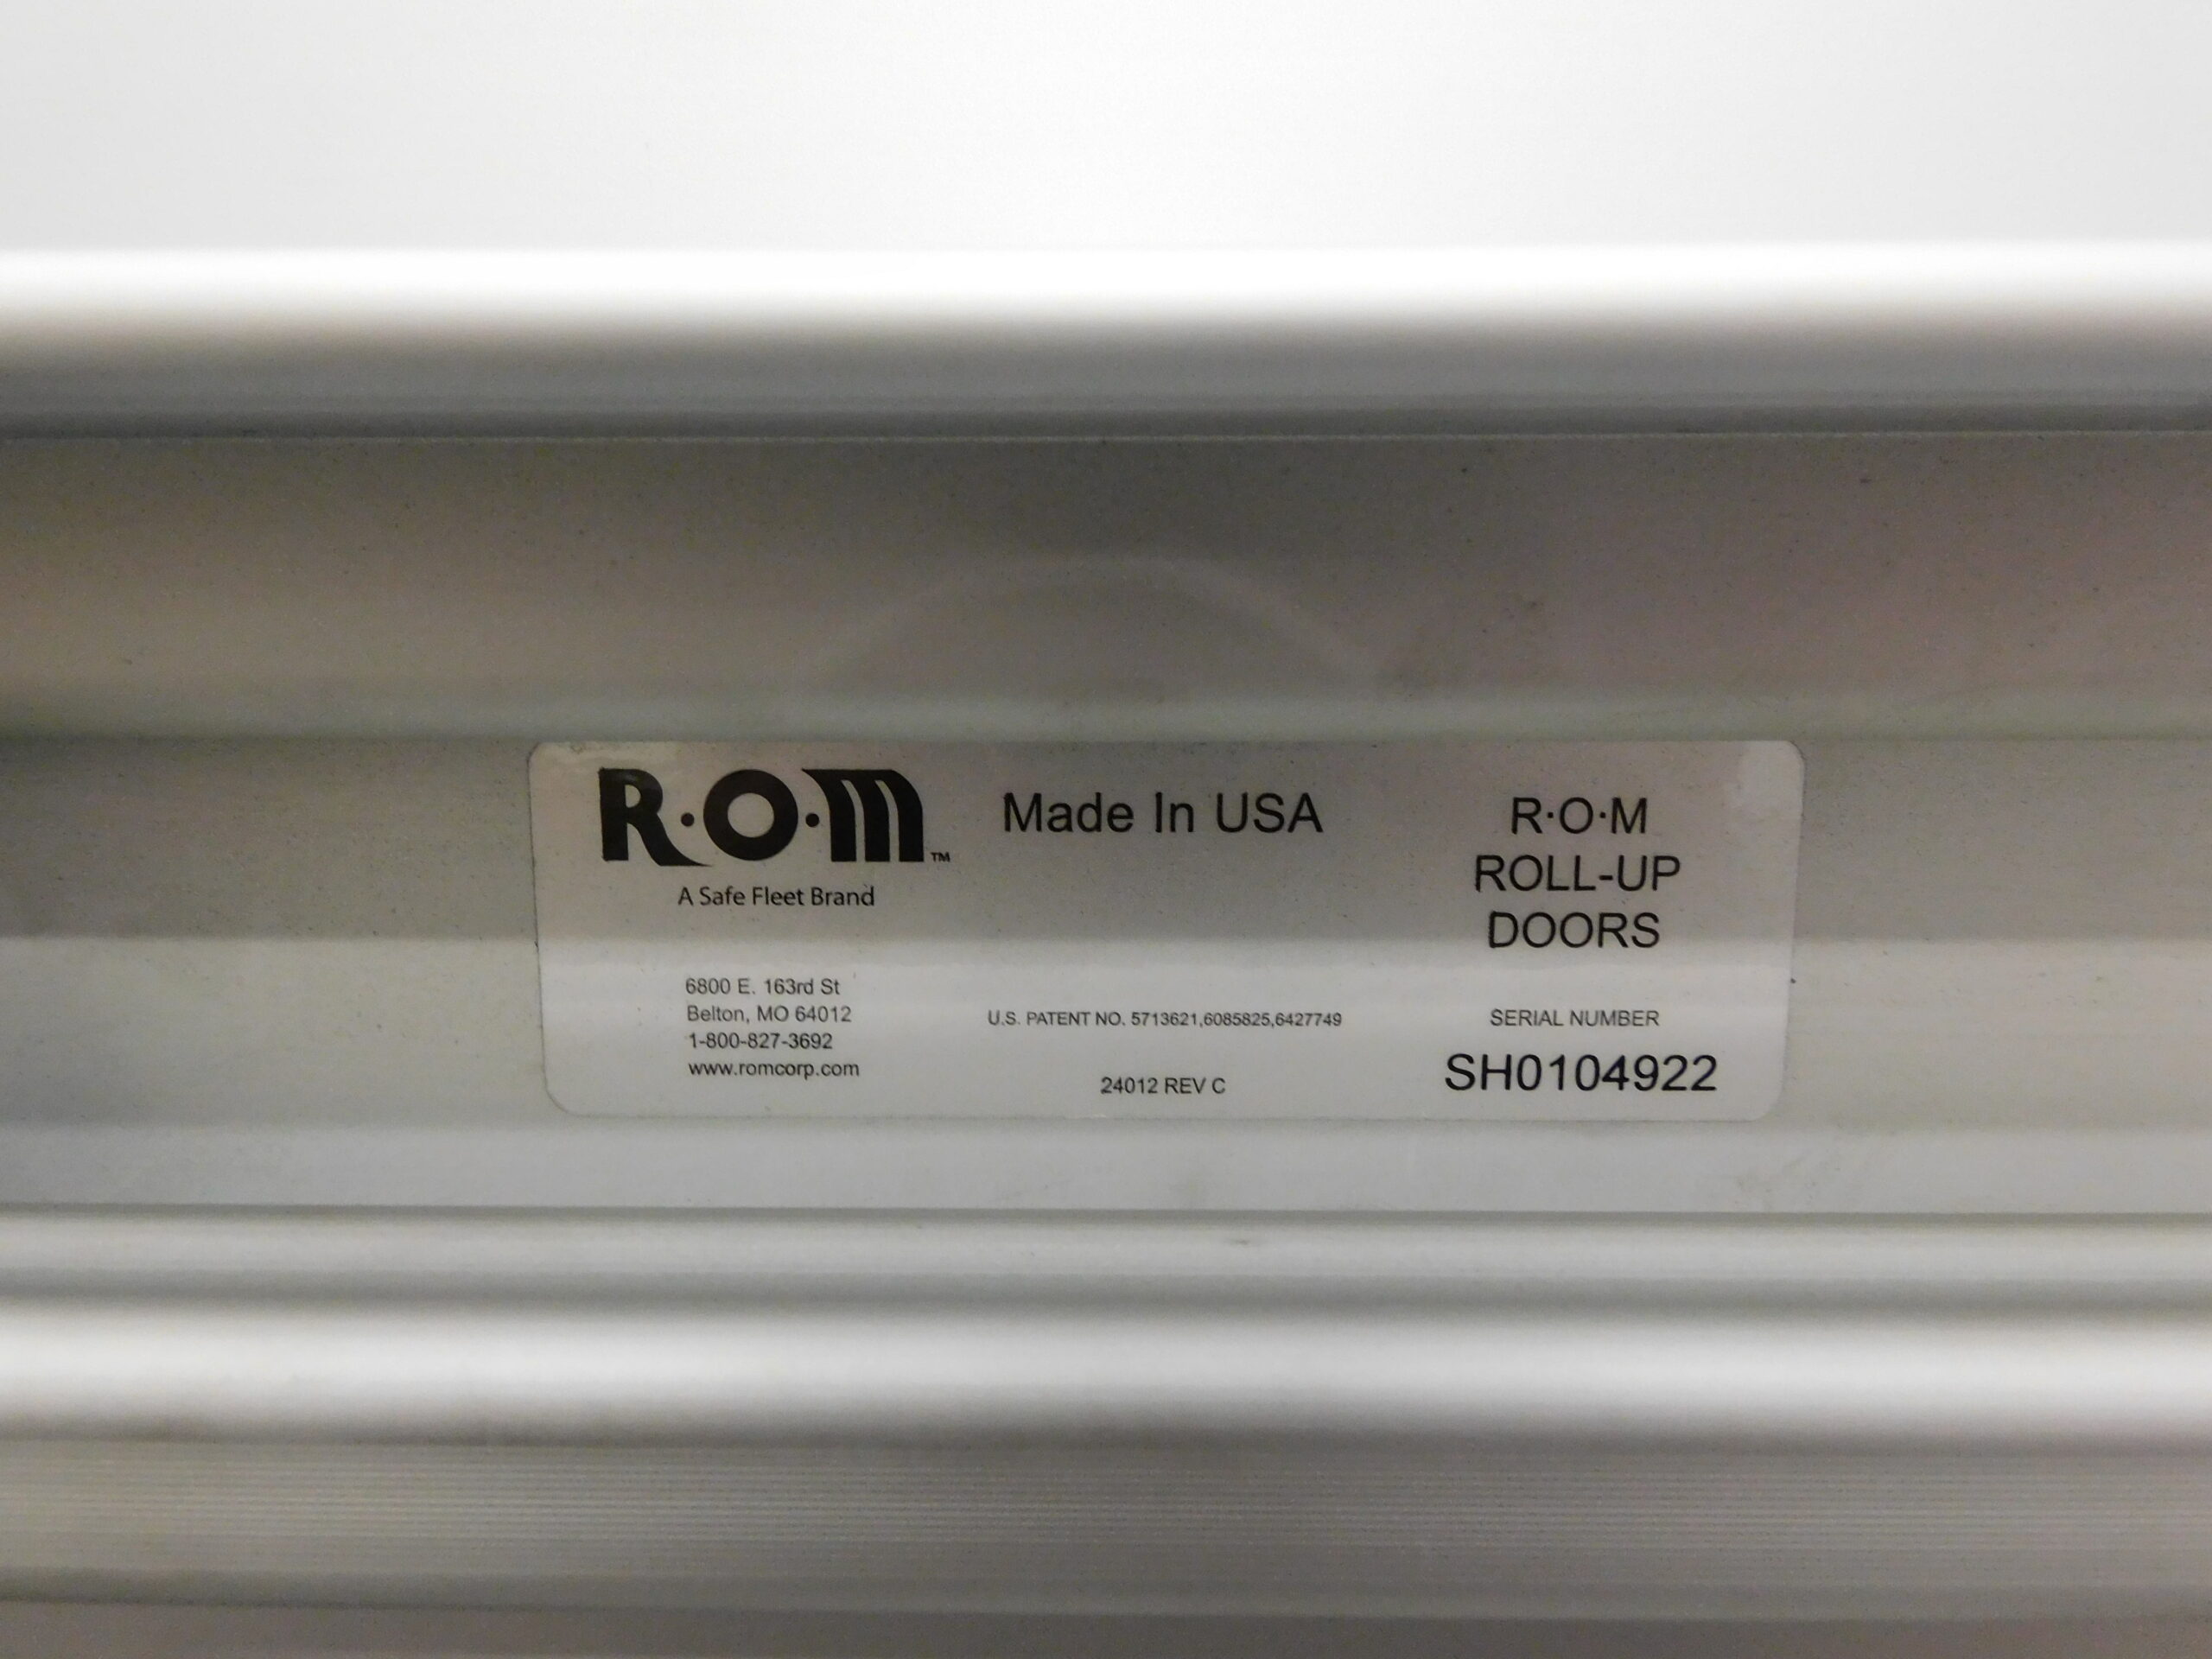 R·O·M™
A Safe Fleet Brand
6800 E. 163rd St
Belton, MO 64012
1-800-827-3692
www.romcorp.com
Made In USA
U.S. PATENT NO. 5713621,6085825,6427749
24012 REV C
R·O·M
ROLL-UP
DOORS
SERIAL NUMBER
SH0104922